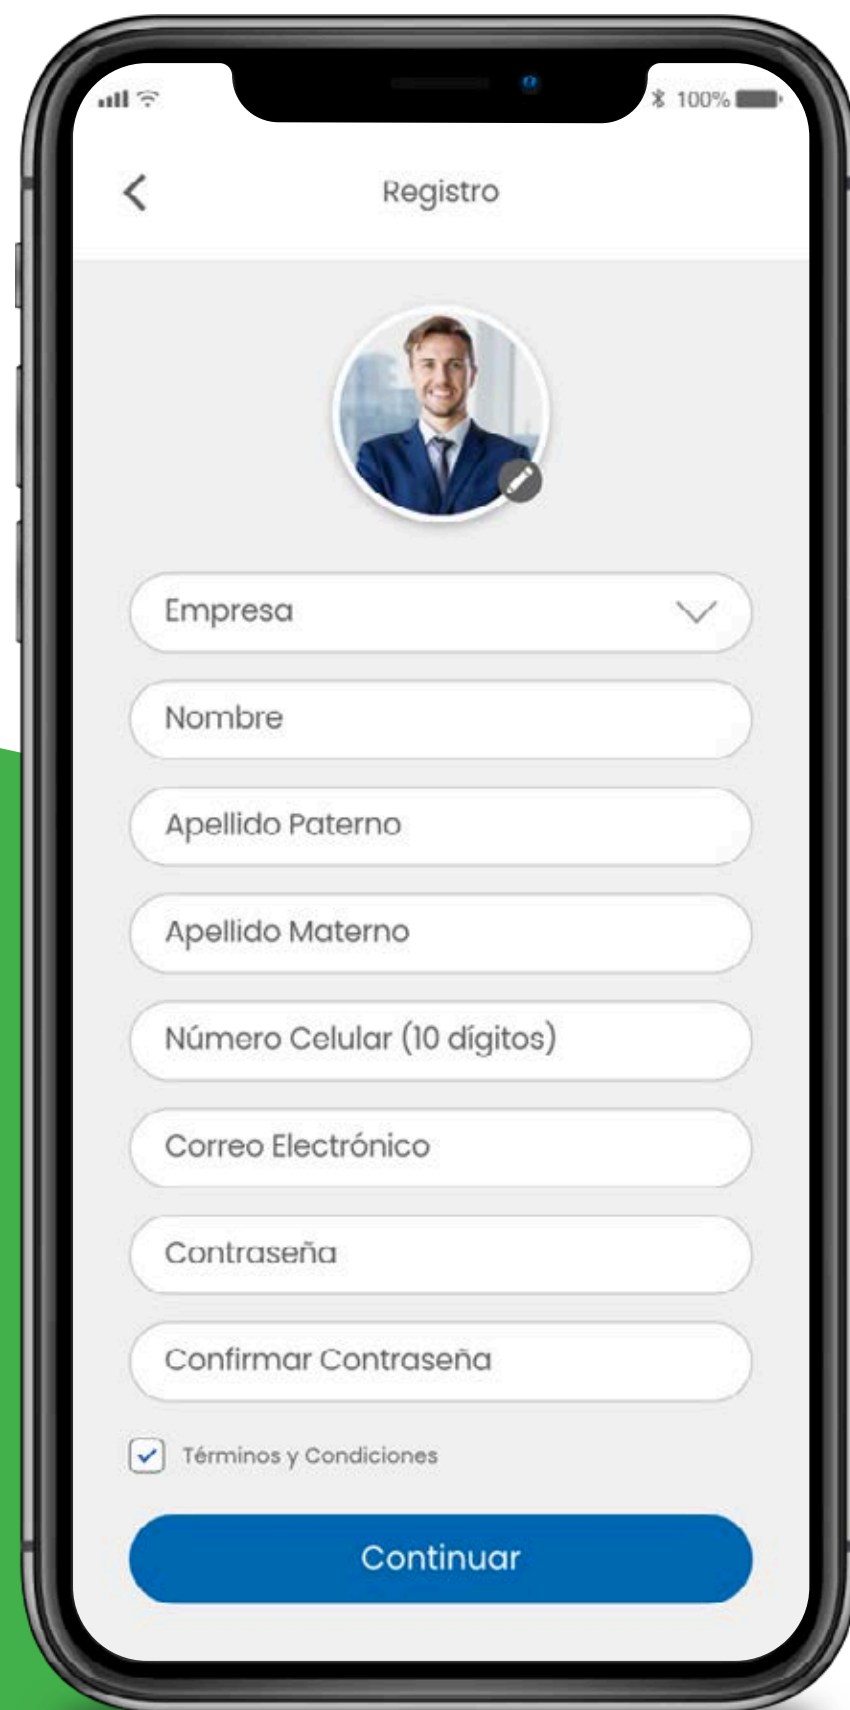 100%
Registro
Empresa
Nombre
Apellido Paterno
Apellido Materno
Número Celular (10 dígitos)
Correo Electrónico
Contraseña
Confirmar Contraseña
Términos y Condiciones
Continuar